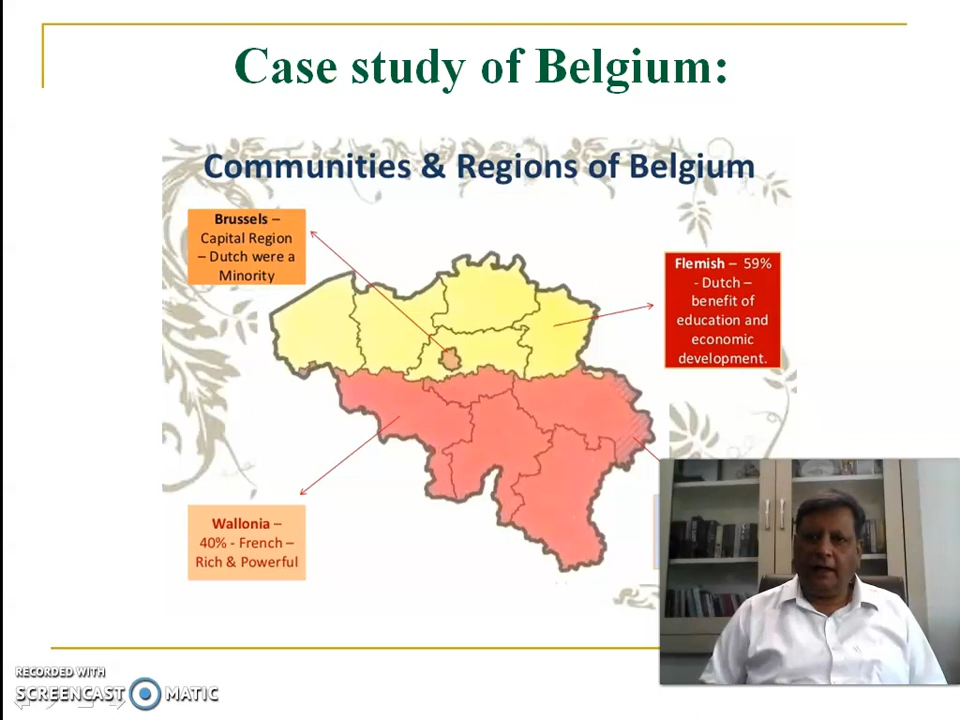 Case study of Belgium:
Communities & Regions of Belgium
Brussels –
Capital Region
– Dutch were a
Minority
Flemish – 59%
- Dutch –
benefit of
education and
economic
development.
Wallonia –
40% - French –
Rich & Powerful
RECORDED WITH
SCREENCAST MATIC